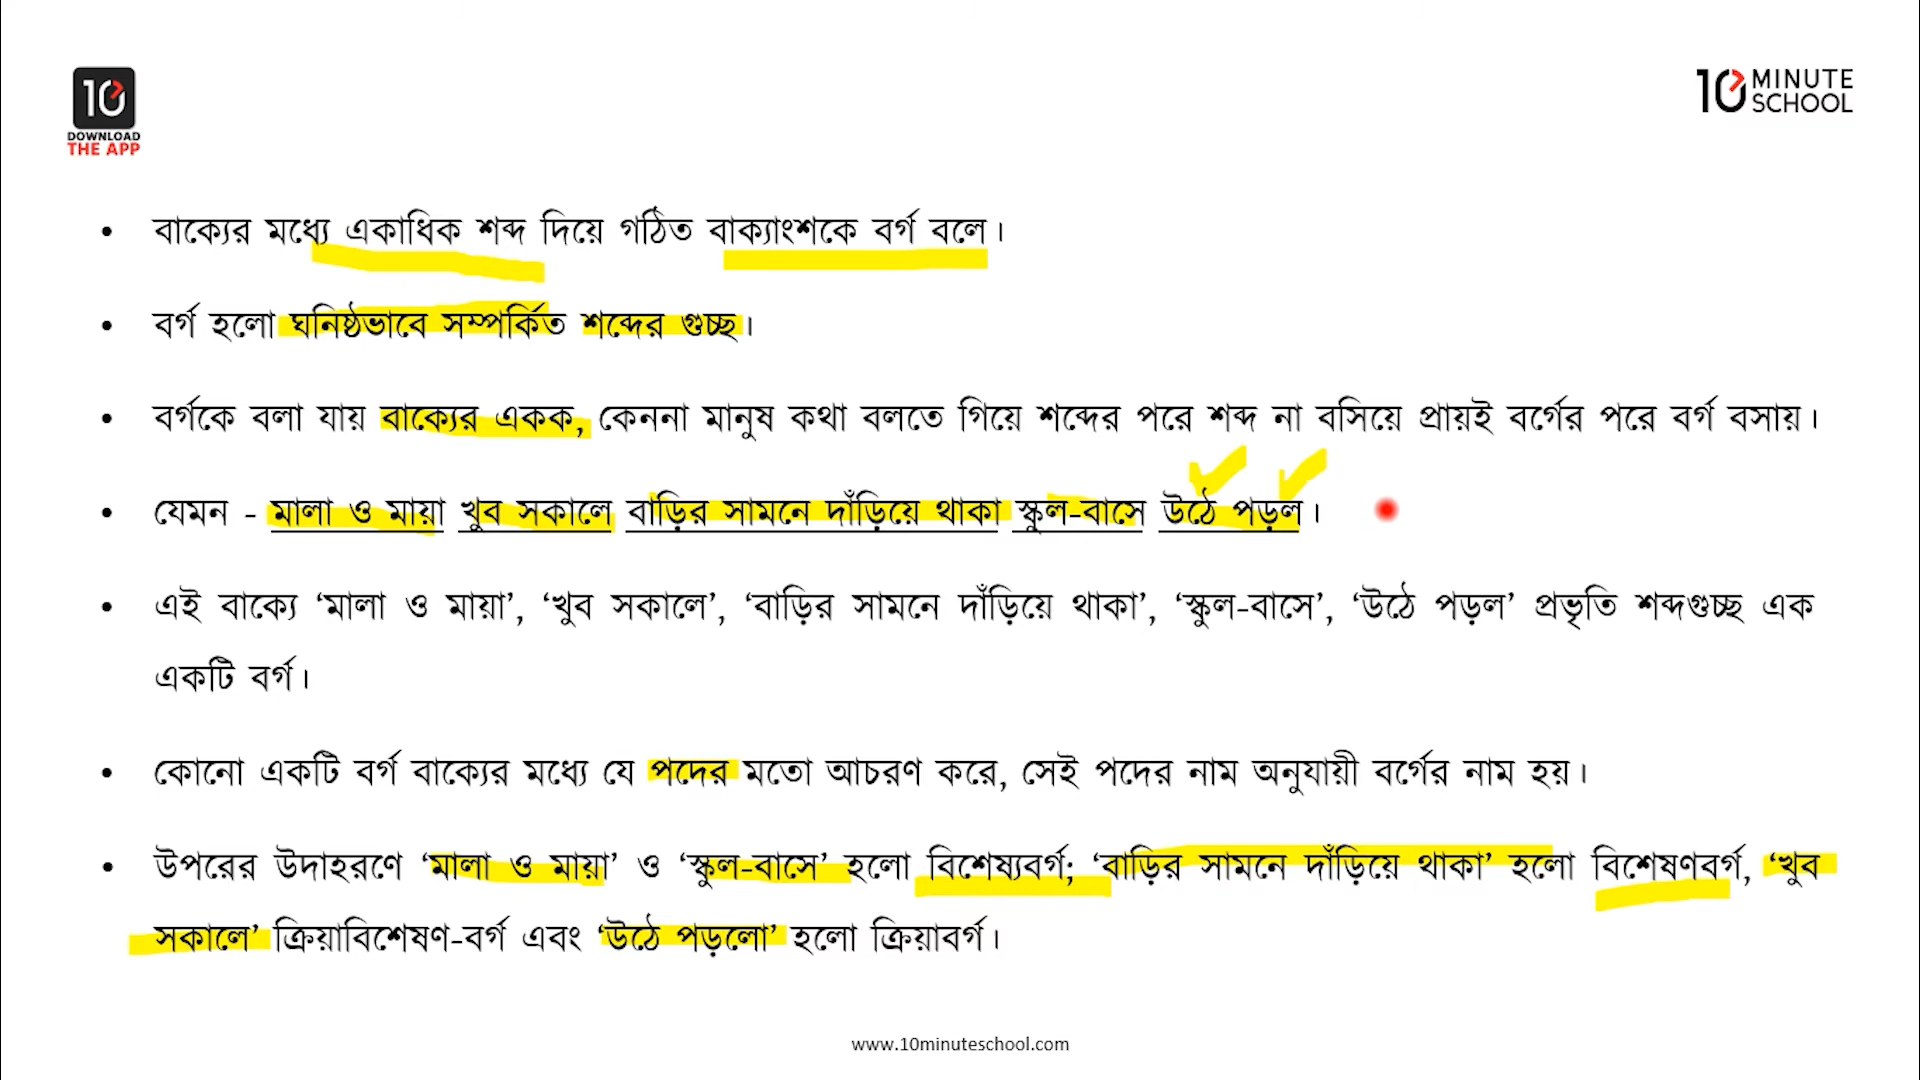 10
DOWNLOAD
THE APP
10 MINUTE
SCHOOL
• বাক্যের মধ্যে একাধিক শব্দ দিয়ে গঠিত বাক্যাংশকে বর্গ বলে।
• বর্গ হলো ঘনিষ্ঠভাবে সম্পর্কিত শব্দের গুচ্ছ।
• বর্গকে বলা যায় বাক্যের একক, কেননা মানুষ কথা বলতে গিয়ে শব্দের পরে শব্দ না বসিয়ে প্রায়ই বর্গের পরে বর্গ বসায়।
• যেমন - মালা ও মায়া খুব সকালে বাড়ির সামনে দাঁড়িয়ে থাকা স্কুল-বাসে উঠে পড়ল।
• এই বাক্যে ‘মালা ও মায়া’, ‘খুব সকালে’, ‘বাড়ির সামনে দাঁড়িয়ে থাকা’, ‘স্কুল-বাসে’, ‘উঠে পড়ল’ প্রভৃতি শব্দগুচ্ছ এক
একটি বর্গ।
• কোনো একটি বর্গ বাক্যের মধ্যে যে পদের মতো আচরণ করে, সেই পদের নাম অনুযায়ী বর্গের নাম হয়।
• উপরের উদাহরণে ‘মালা ও মায়া’ ও ‘স্কুল-বাসে’ হলো বিশেষ্যবর্গ; ‘বাড়ির সামনে দাঁড়িয়ে থাকা’ হলো বিশেষণবর্গ, ‘খুব
সকালে’ ক্রিয়াবিশেষণ-বর্গ এবং ‘উঠে পড়লো’ হলো ক্রিয়াবর্গ।
www.10minuteschool.com